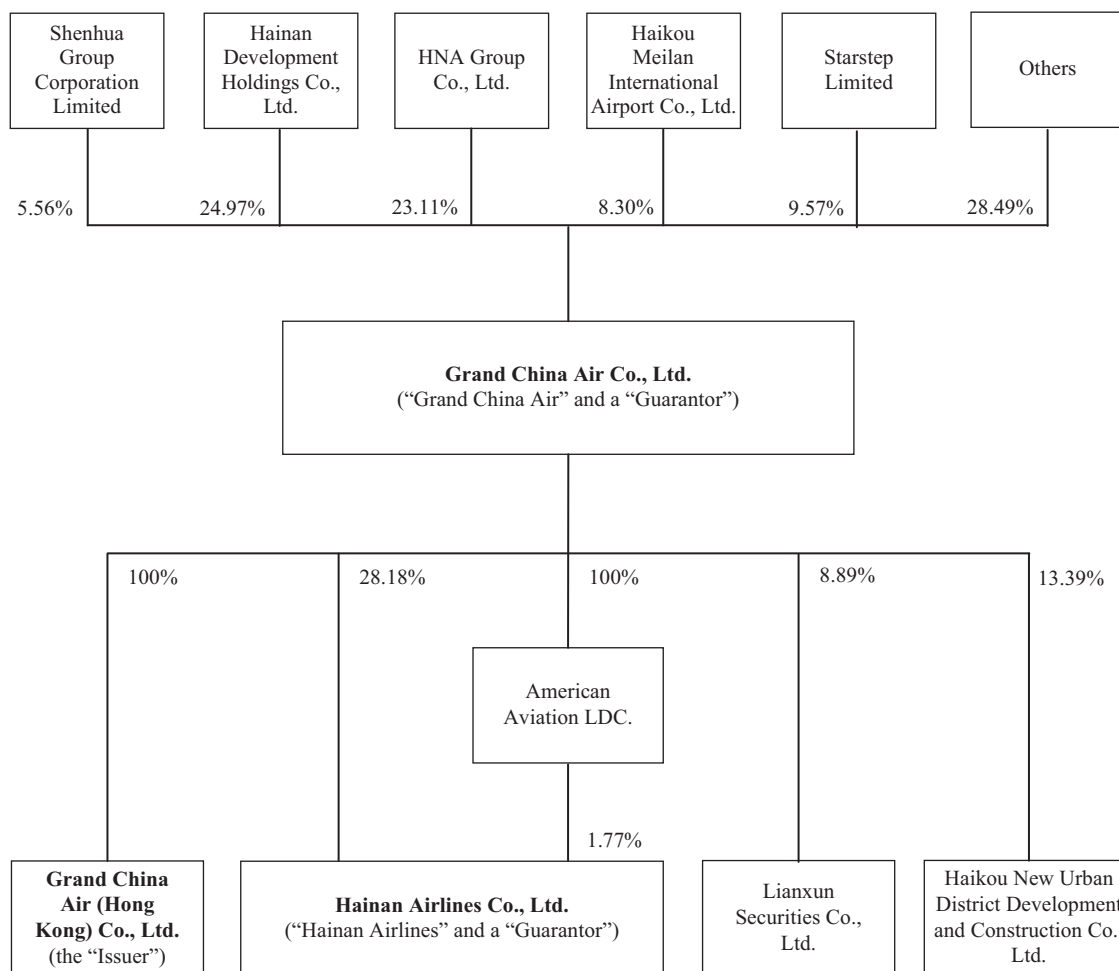 Shenhua
Group
Corporation
Limited
Hainan
Development
Holdings Co.,
Ltd.
HNA Group
Co., Ltd.
Haikou
Meilan
International
Airport Co., Ltd.
Starstep
Limited
Others
5.56%
24.97%
23.11%
8.30%
9.57%
28.49%
Grand China Air Co., Ltd.
(“Grand China Air” and a “Guarantor”)
100%
28.18%
100%
8.89%
13.39%
American
Aviation LDC.
1.77%
Grand China
Air (Hong
Kong) Co., Ltd.
(the “Issuer”)
Hainan Airlines Co., Ltd.
(“Hainan Airlines” and a “Guarantor”)
Lianxun
Securities Co.,
Ltd.
Haikou New Urban
District Development
and Construction Co.
Ltd.